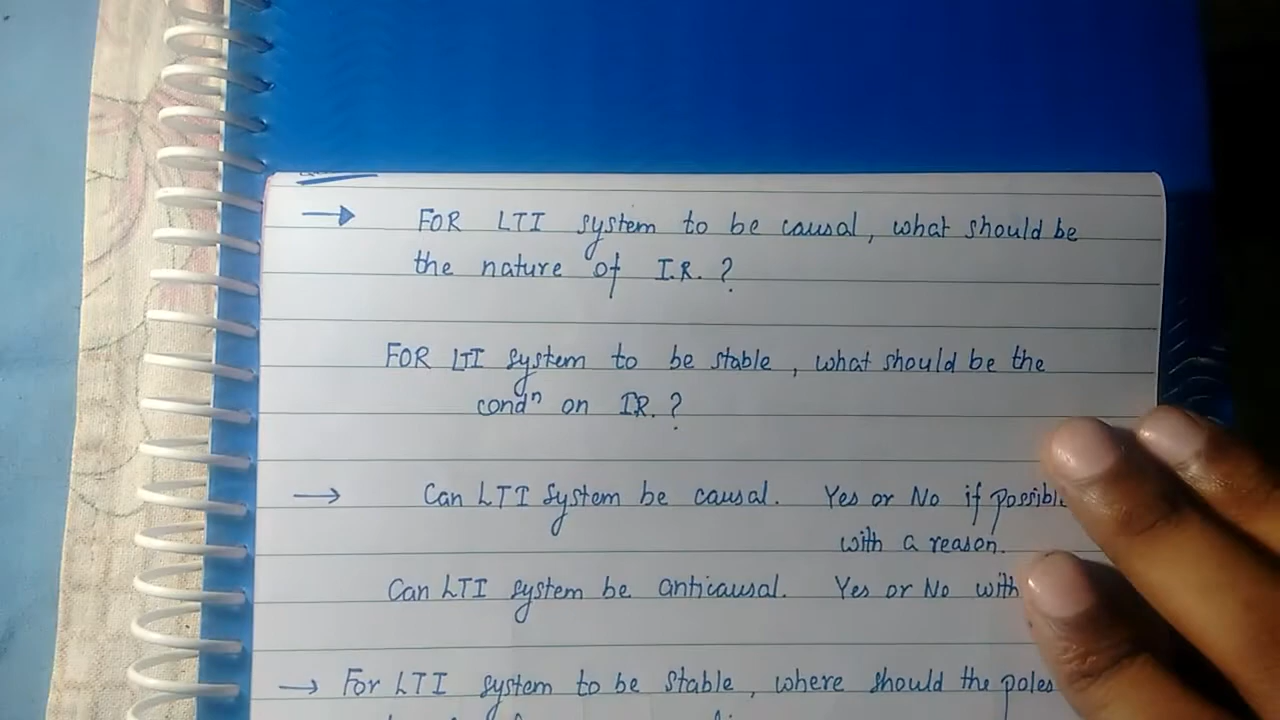 → FOR LTI system to be causal, what should be
the nature of I.R. ?
FOR LTI system to be stable, what should be the
condⁿ on IR. ?
→ Can LTI system be causal. Yes or No if possible
with a reason.
Can LTI system be anticausal. Yes or No with
→ For LTI system to be stable, where should the poles